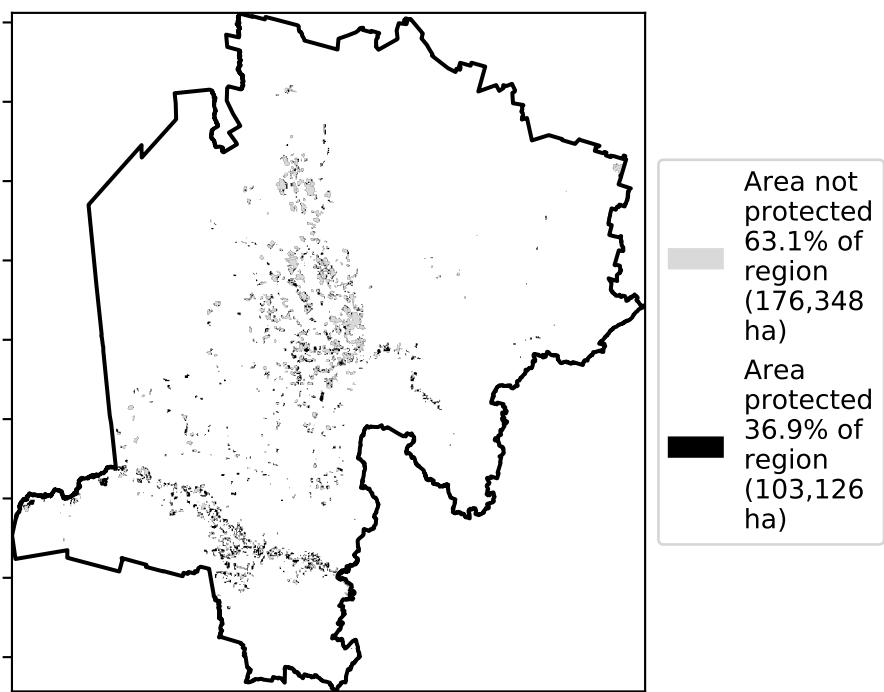 Area not
protected
63.1% of
region
(176,348
ha)
Area
protected
36.9% of
region
(103,126
ha)